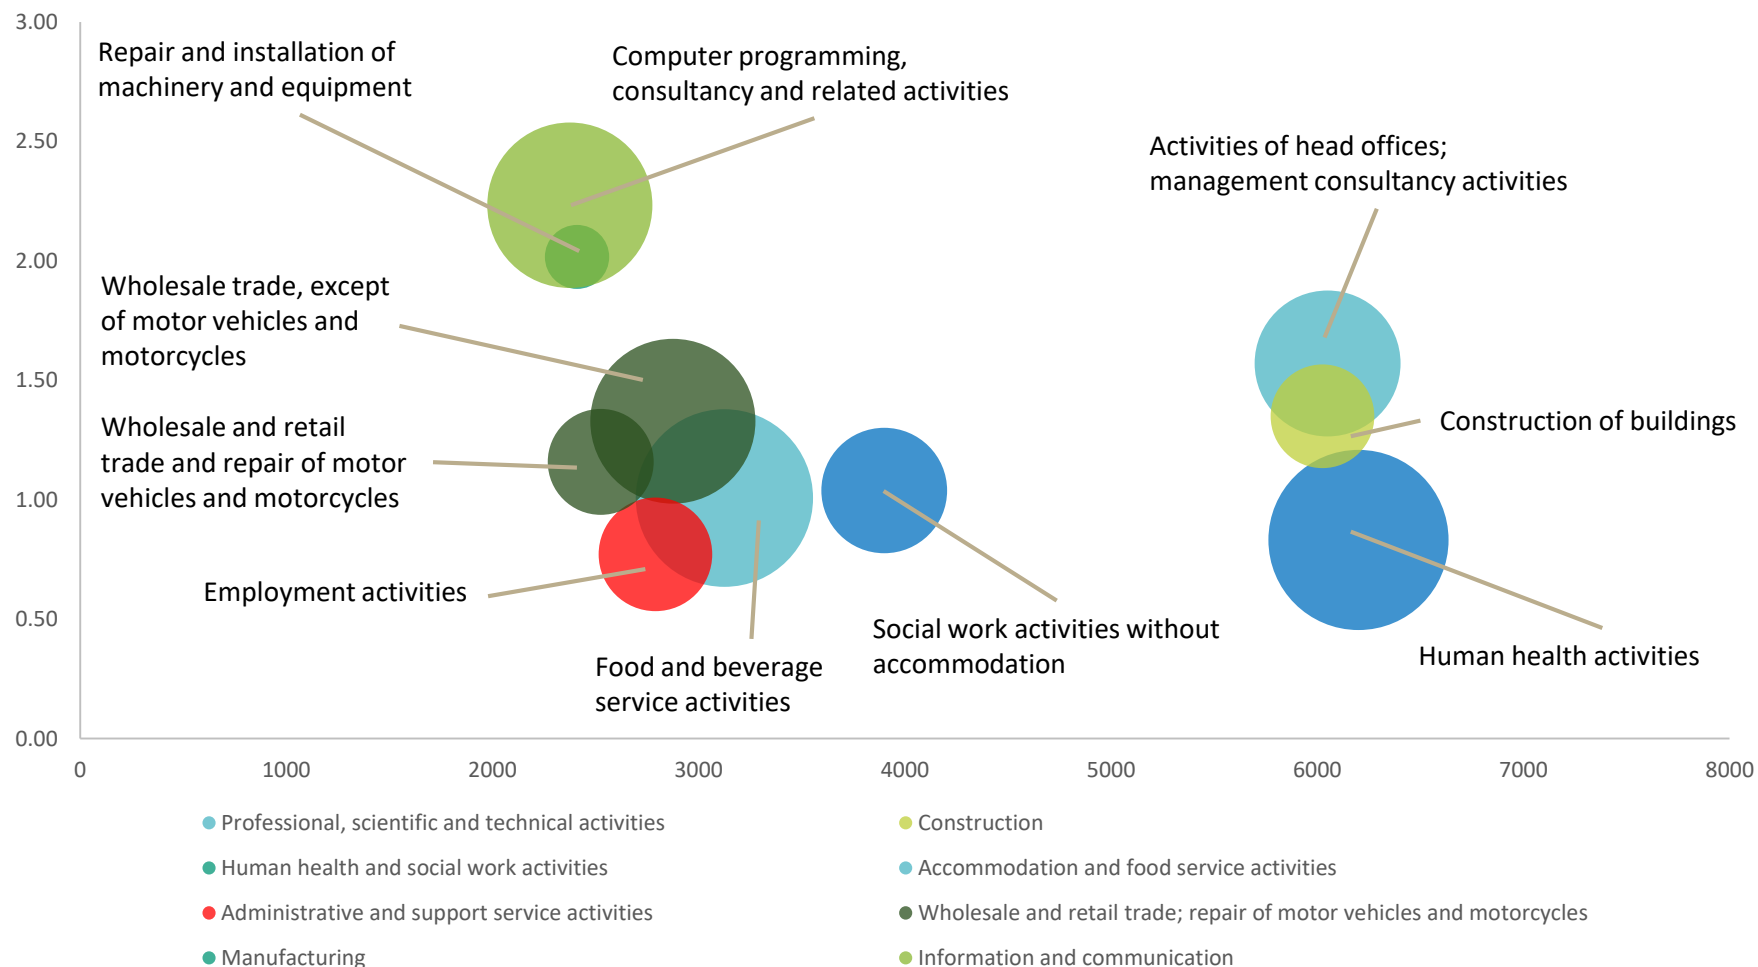 3.00
2.50
2.00
1.50
1.00
0.50
0.00
Repair and installation of
machinery and equipment
Computer programming,
consultancy and related activities
Activities of head offices;
management consultancy activities
Wholesale trade, except
of motor vehicles and
motorcycles
Wholesale and retail
trade and repair of motor
vehicles and motorcycles
Construction of buildings
Employment activities
Food and beverage
service activities
Social work activities without
accommodation
Human health activities
0 1000 2000 3000 4000 5000 6000 7000 8000
Professional, scientific and technical activities
Construction
Human health and social work activities
Accommodation and food service activities
Administrative and support service activities
Wholesale and retail trade; repair of motor vehicles and motorcycles
Manufacturing
Information and communication